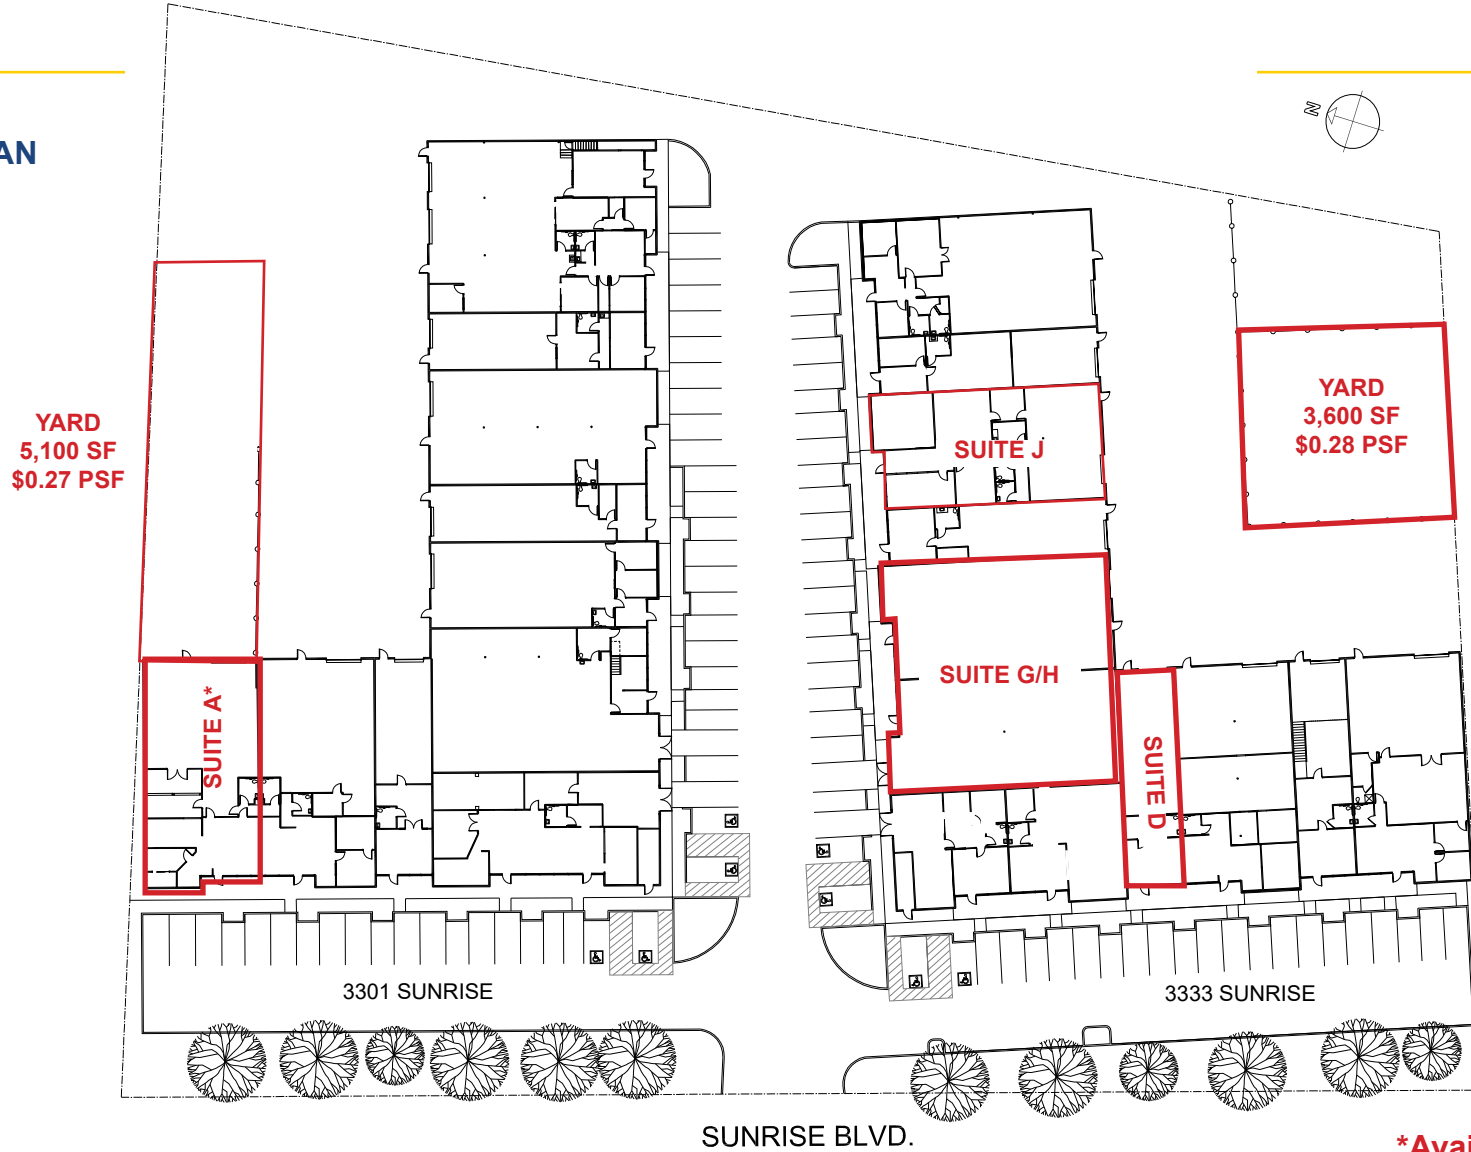 AN
N
YARD
5,100 SF
$0.27 PSF
YARD
3,600 SF
$0.28 PSF
SUITE J
SUITE G/H
SUITE A*
SUITE D
3301 SUNRISE
3333 SUNRISE
SUNRISE BLVD.
*Avai